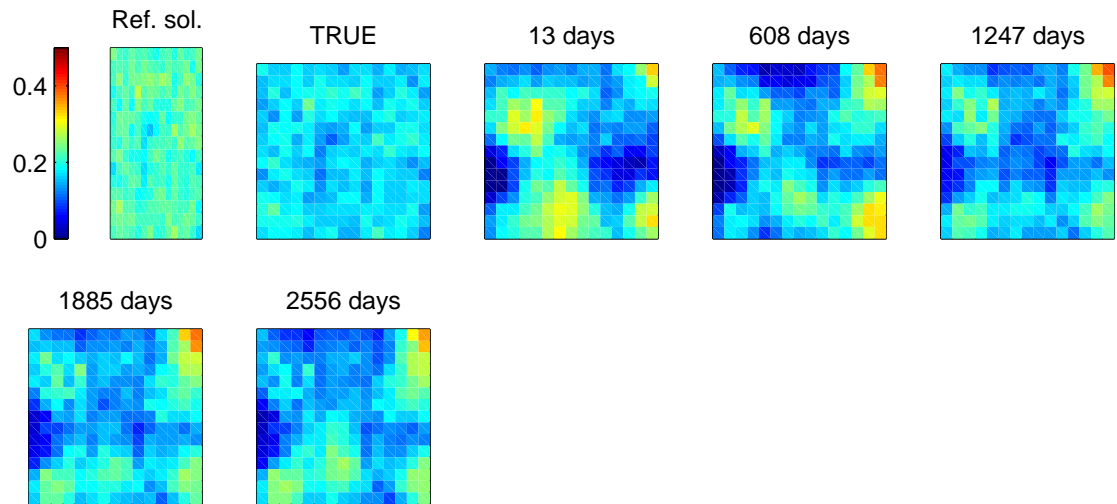 Ref. sol.
TRUE
13 days
608 days
1247 days
0.4
0.2
0
1885 days
2556 days